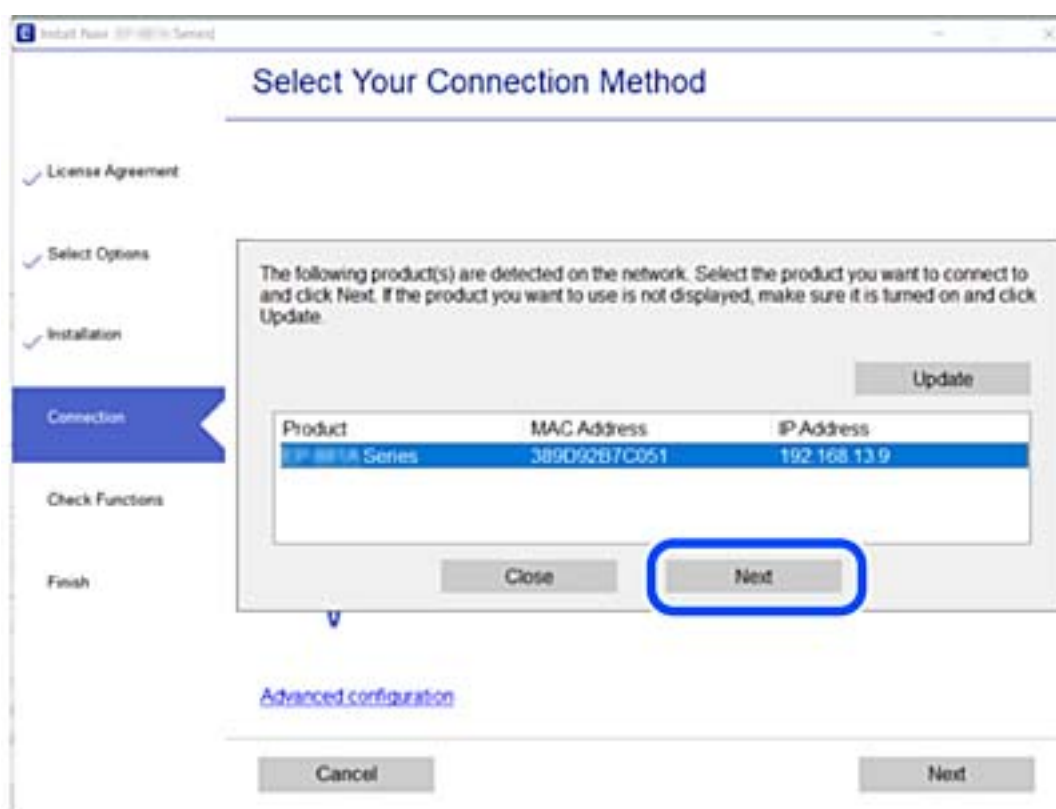 Install Navi
Select Your Connection Method
License Agreement
Select Options
Installation
Connection
Check Functions
Finish
The following product(s) are detected on the network. Select the product you want to connect to
and click Next. If the product you want to use is not displayed, make sure it is turned on and click
Update.
Update
Product MAC Address IP Address
Series 389D92B7C051 192.168.13.9
Close Next
Advanced configuration
Cancel Next